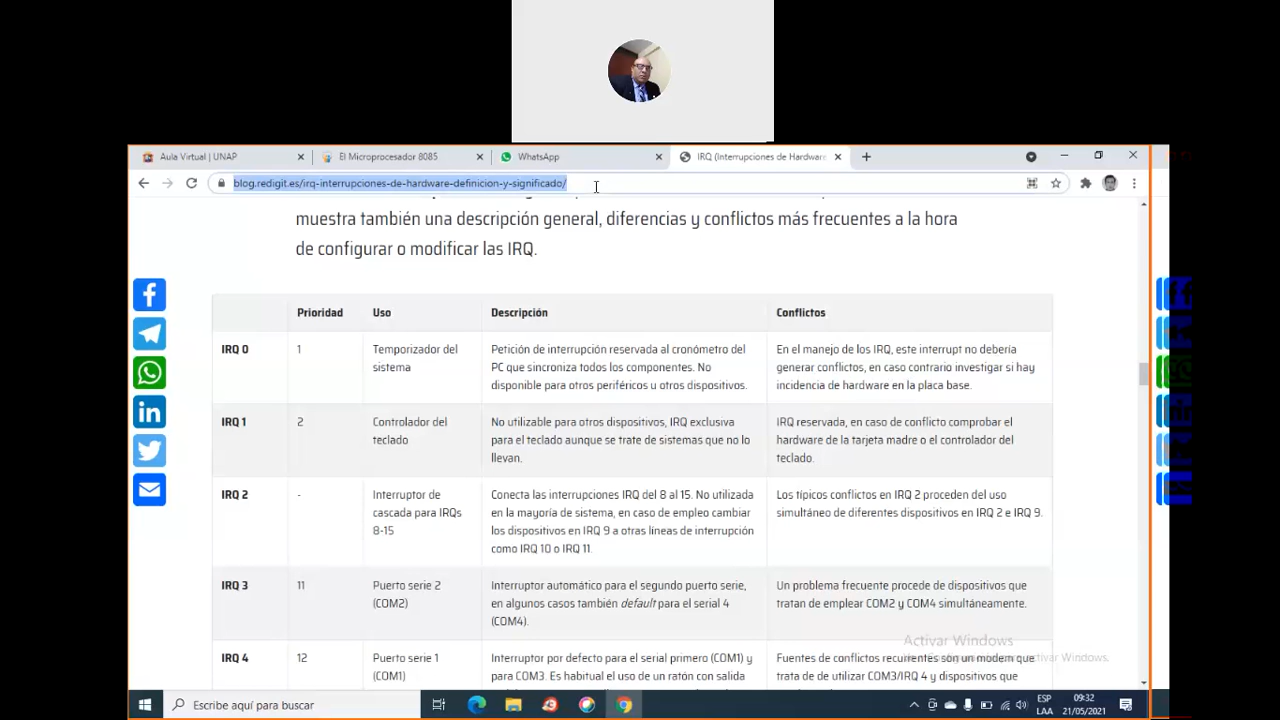 Aula Virtual | UNAP
El Microprocesador 8085
WhatsApp
IRQ (Interrupciones de Hardware
blog.redigit.es/irq-interrupciones-de-hardware-definicion-y-significado/
muestra también una descripción general, diferencias y conflictos más frecuentes a la hora
de configurar o modificar las IRQ.
Prioridad Uso Descripción Conflictos
IRQ 0 1 Temporizador del Petición de interrupción reservada al cronómetro del En el manejo de los IRQ, este interrupt no debería
sistema PC que sincroniza todos los componentes. No generar conflictos, en caso contrario investigar si hay
disponible para otros periféricos u otros dispositivos. incidencia de hardware en la placa base.
IRQ 1 2 Controlador del No utilizable para otros dispositivos, IRQ exclusiva IRQ reservada, en caso de conflicto comprobar el
teclado para el teclado aunque se trate de sistemas que no lo hardware de la tarjeta madre o el controlador del
llevan. teclado.
IRQ 2 - Interruptor de Conecta las interrupciones IRQ del 8 al 15. No utilizada Los típicos conflictos en IRQ 2 proceden del uso
cascada para IRQs en la mayoría de sistema, en caso de empleo cambiar simultáneo de diferentes dispositivos en IRQ 2 e IRQ 9.
8-15 los dispositivos en IRQ 9 a otras líneas de interrupción
como IRQ 10 o IRQ 11.
IRQ 3 11 Puerto serie 2 Interruptor automático para el segundo puerto serie, Un problema frecuente procede de dispositivos que
(COM2) en algunos casos también default para el serial 4 tratan de emplear COM2 y COM4 simultáneamente.
(COM4).
Activar Windows
IRQ 4 12 Puerto serie 1 Interruptor por defecto para el serial primero (COM1) y Fuentes de conflictos recurrentes son un modem que
activar Windows.
(COM1) para COM3. Es habitual el uso de un ratón con salida trata de de utilizar COM3/IRQ 4 y dispositivos que
Escribe aquí para buscar
ESP 09:32
LAA 21/05/2021